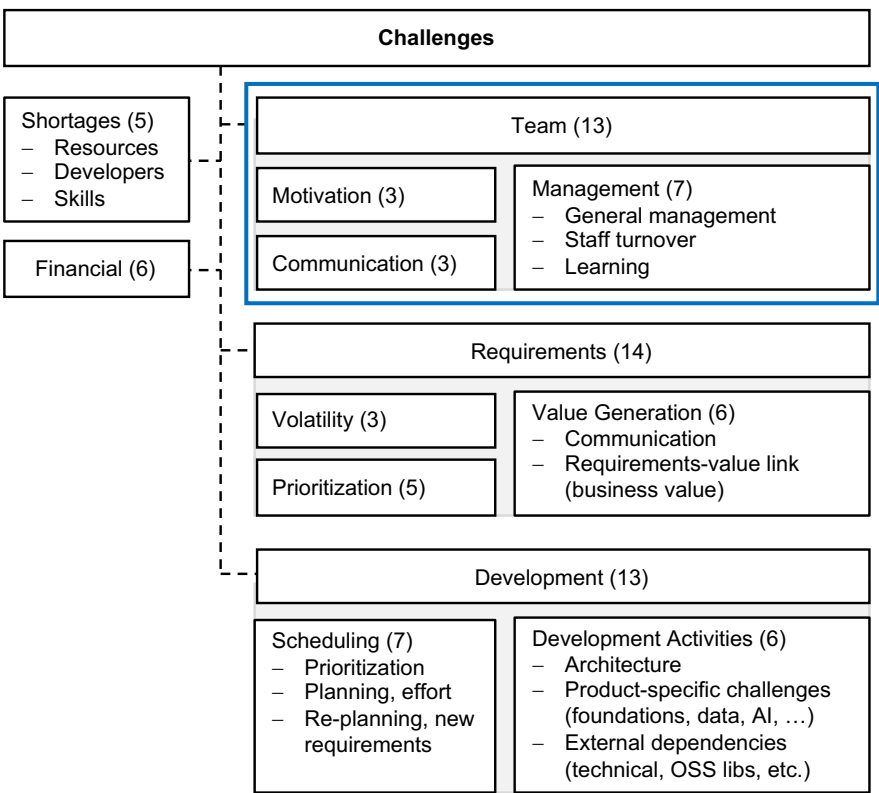 Challenges
Shortages (5)
– Resources
– Developers
– Skills
Financial (6)
Team (13)
Motivation (3)
Communication (3)
Management (7)
– General management
– Staff turnover
– Learning
Requirements (14)
Volatility (3)
Prioritization (5)
Value Generation (6)
– Communication
– Requirements-value link
(business value)
Development (13)
Scheduling (7)
– Prioritization
– Planning, effort
– Re-planning, new
requirements
Development Activities (6)
– Architecture
– Product-specific challenges
(foundations, data, AI, …)
– External dependencies
(technical, OSS libs, etc.)